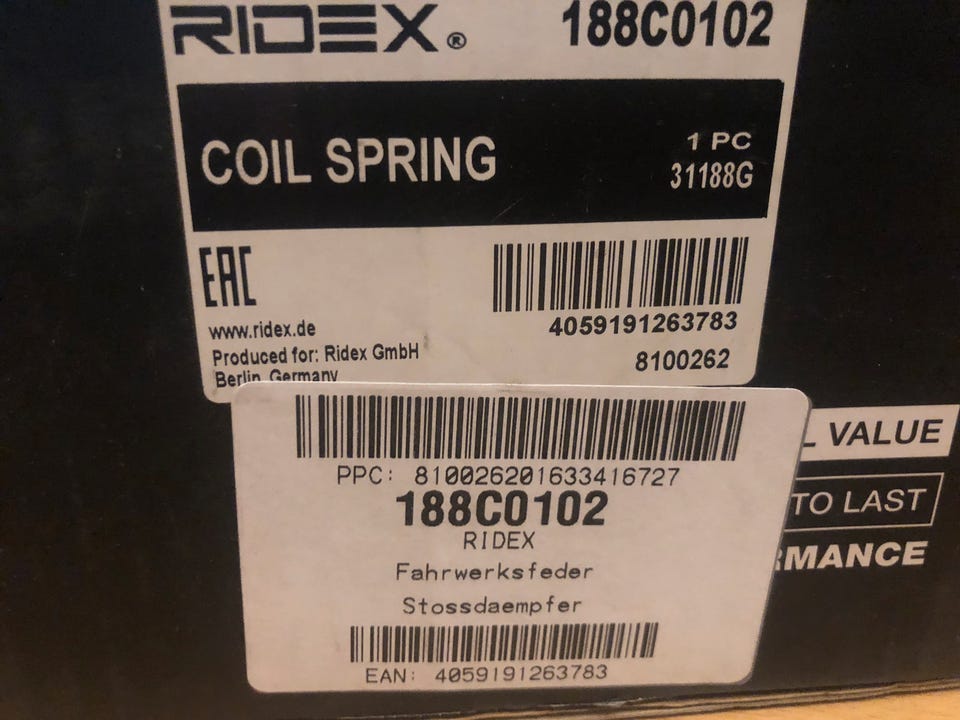 RIDEX® 188C0102
COIL SPRING
1 PC
31188G
EAC
4059191263783
www.ridex.de
Produced for: Ridex GmbH
8100262
Berlin, Germany
L VALUE
PPC: 810026201633416727
188C0102
TO LAST
RIDEX
RMANCE
Fahrwerksfeder
Stossdaempfer
EAN: 4059191263783